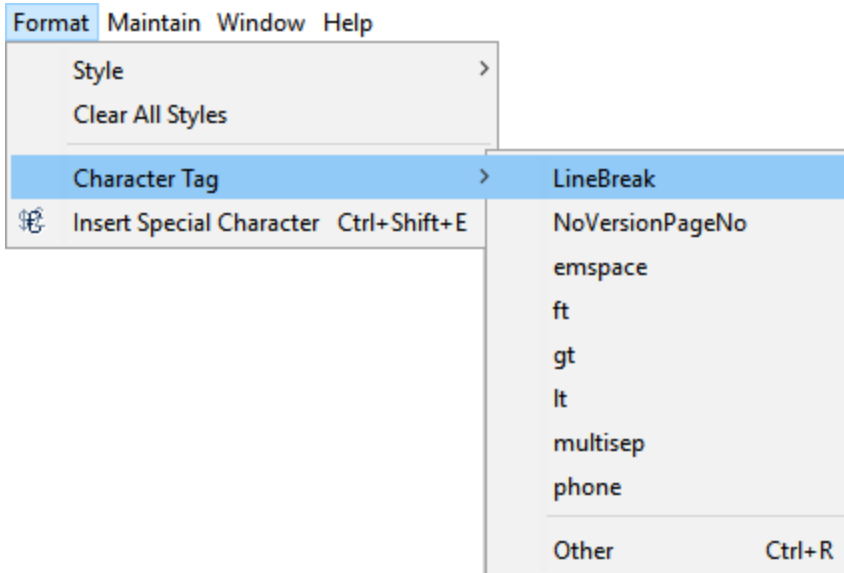 Format Maintain Window Help
Style >
Clear All Styles
Character Tag >
Insert Special Character Ctrl+Shift+E
LineBreak
NoVersionPageNo
emspace
ft
gt
lt
multisep
phone
Other Ctrl+R